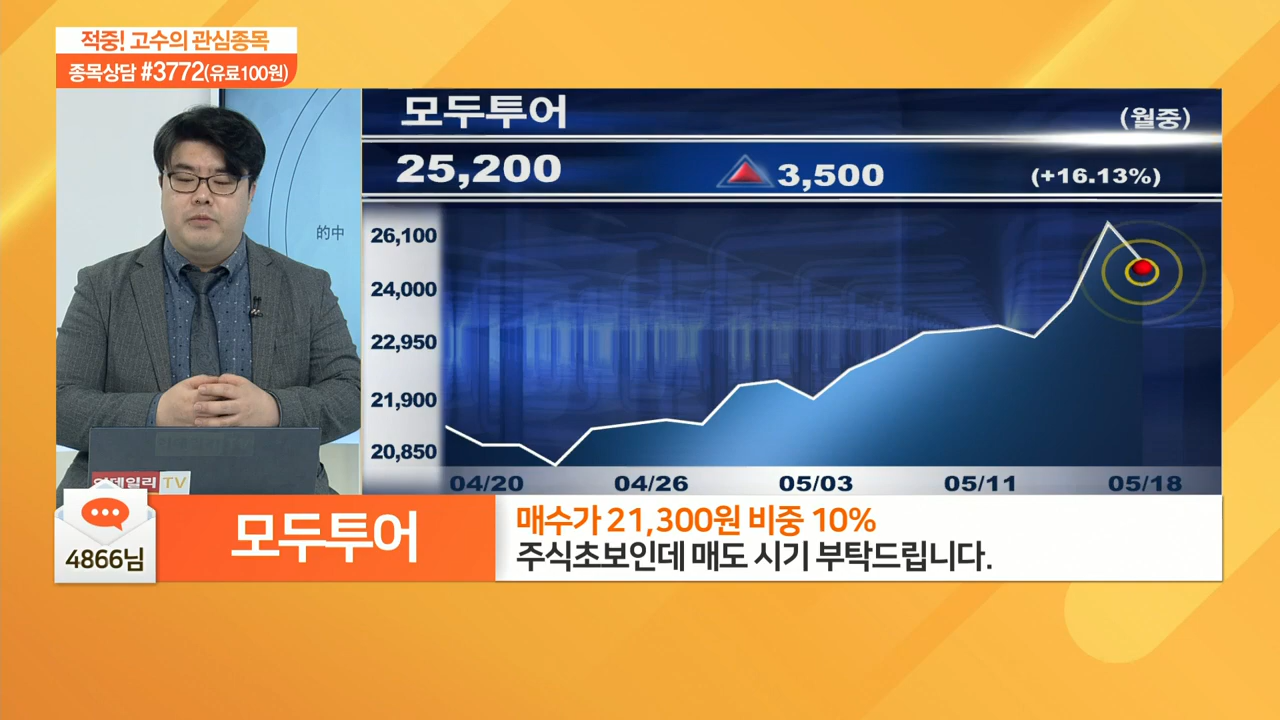 적중! 고수의 관심종목
종목상담 #3772(유료100원)
的中
모두투어
(월중)
25,200
3,500
(+16.13%)
26,100
24,000
22,950
21,900
20,850
04/20
04/26
05/03
05/11
05/18
이데일리 TV
4866님
모두투어
매수가 21,300원 비중 10%
주식초보인데 매도 시기 부탁드립니다.